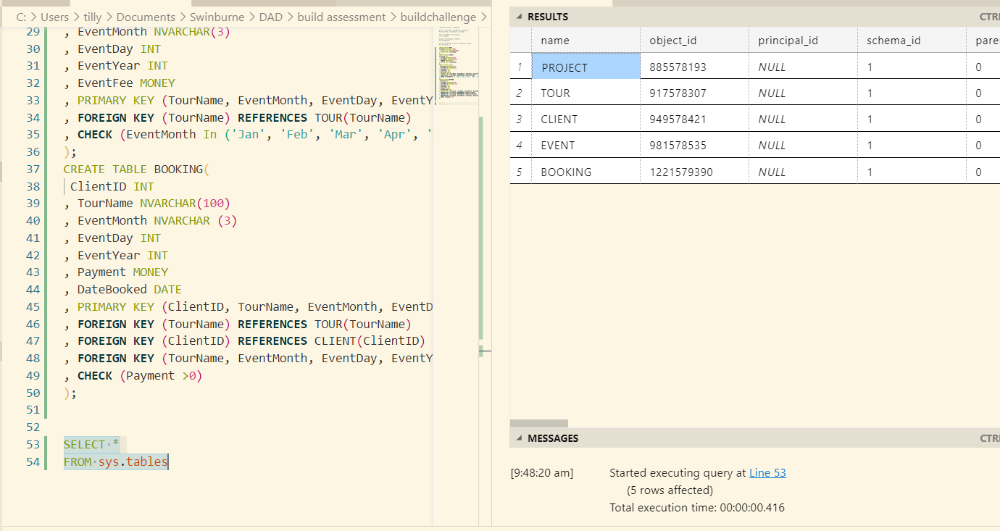 C: > Users > tilly > Documents > Swinburne > DAD > build assessment > buildchallenge >
29 , EventMonth NVARCHAR(3)
30 , EventDay INT
31 , EventYear INT
32 , EventFee MONEY
33 , PRIMARY KEY (TourName, EventMonth, EventDay, EventY
34 , FOREIGN KEY (TourName) REFERENCES TOUR(TourName)
35 , CHECK (EventMonth In ('Jan', 'Feb', 'Mar', 'Apr', '
36 );
37 CREATE TABLE BOOKING(
38 ClientID INT
39 , TourName NVARCHAR(100)
40 , EventMonth NVARCHAR (3)
41 , EventDay INT
42 , EventYear INT
43 , Payment MONEY
44 , DateBooked DATE
45 , PRIMARY KEY (ClientID, TourName, EventMonth, EventD
46 , FOREIGN KEY (TourName) REFERENCES TOUR(TourName)
47 , FOREIGN KEY (ClientID) REFERENCES CLIENT(ClientID)
48 , FOREIGN KEY (TourName, EventMonth, EventDay, EventY
49 , CHECK (Payment >0)
50 );
51
52
53 SELECT *
54 FROM sys.tables
RESULTS CTRL
name object_id principal_id schema_id pare
1 PROJECT 885578193 NULL 1 0
2 TOUR 917578307 NULL 1 0
3 CLIENT 949578421 NULL 1 0
4 EVENT 981578535 NULL 1 0
5 BOOKING 1221579390 NULL 1 0
MESSAGES CTRL
[9:48:20 am] Started executing query at Line 53
(5 rows affected)
Total execution time: 00:00:00.416